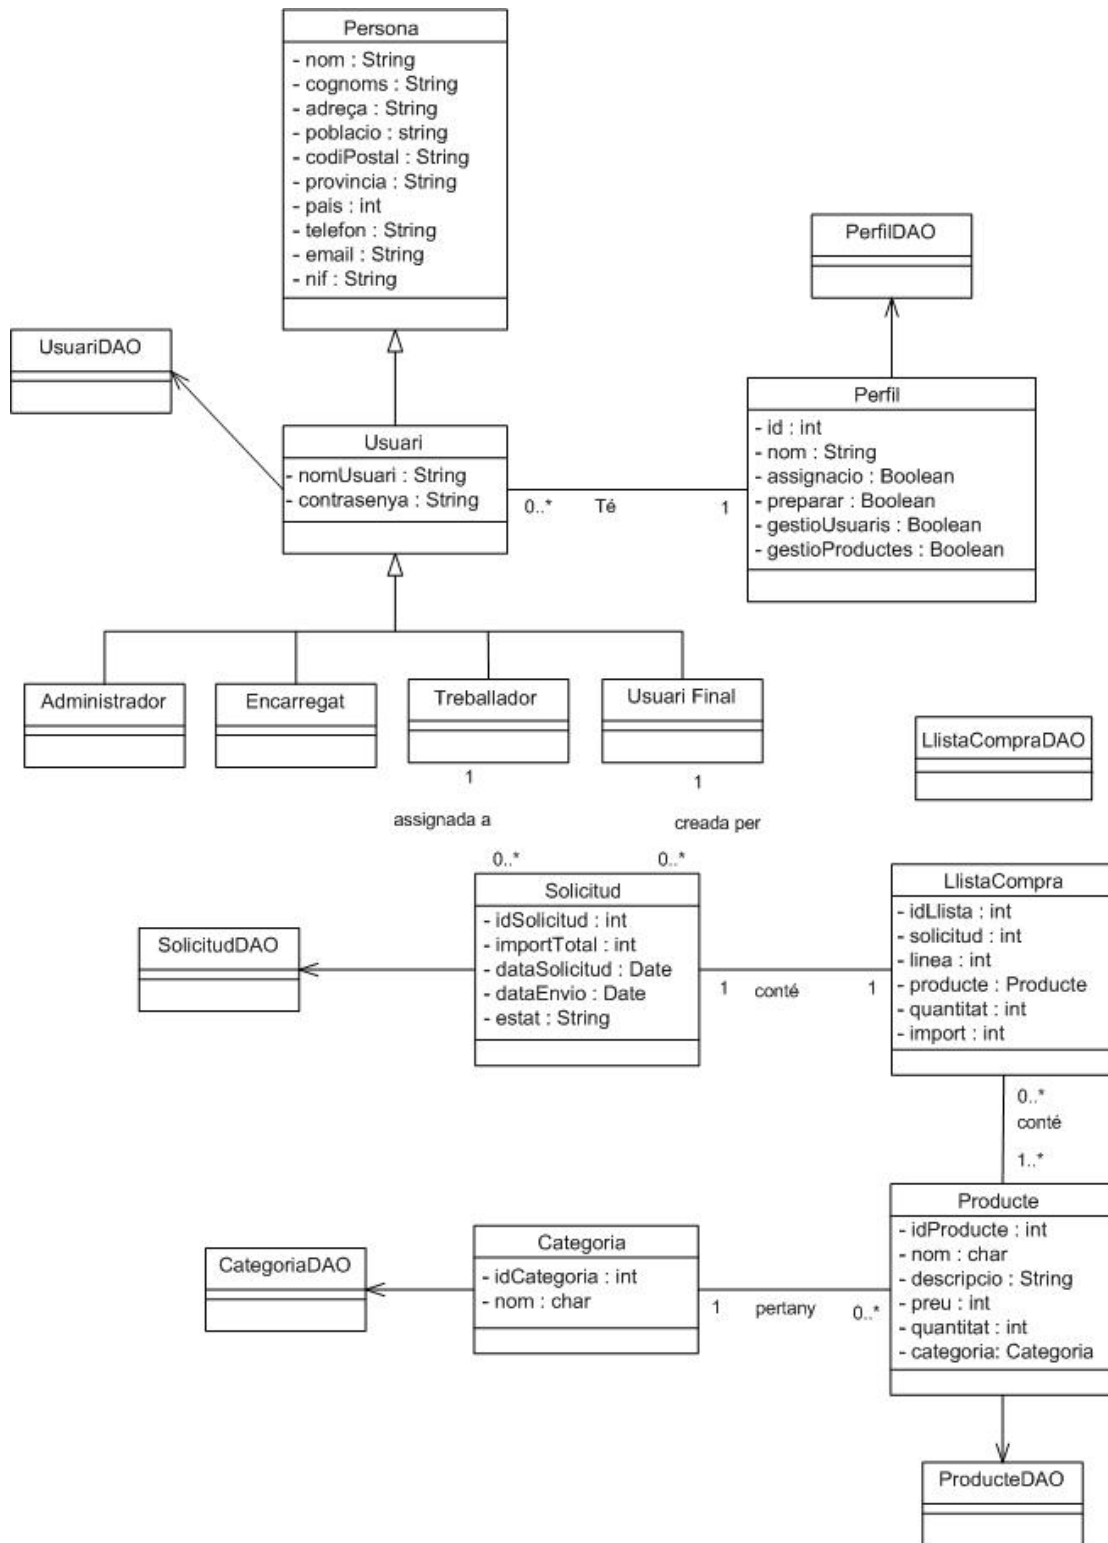 Persona
- nom : String
- cognoms : String
- adreça : String
- poblacio : string
- codiPostal : String
- provincia : String
- pais : int
- telefon : String
- email : String
- nif : String
PerfilDAO
UsuariDAO
Perfil
- id : int
- nom : String
- assignacio : Boolean
- preparar : Boolean
- gestioUsuaris : Boolean
- gestioProductes : Boolean
Usuari
- nomUsuari : String
- contrasenya : String
0..* Té 1
Administrador
Encarregat
Treballador
Usuari Final
LlistaCompraDAO
1
1
assignada a
creada per
0..*
0..*
Solicitud
- idSolicitud : int
- importTotal : int
- dataSolicitud : Date
- dataEnvio : Date
- estat : String
SolicitudDAO
LlistaCompra
- idLlista : int
- solicitud : int
- linea : int
- producte : Producte
- quantitat : int
- import : int
1 conté 1
0..*
conté
1..*
Producte
- idProducte : int
- nom : char
- descripcio : String
- preu : int
- quantitat : int
- categoria: Categoria
Categoria
- idCategoria : int
- nom : char
CategoriaDAO
1 pertany 0..*
ProducteDAO